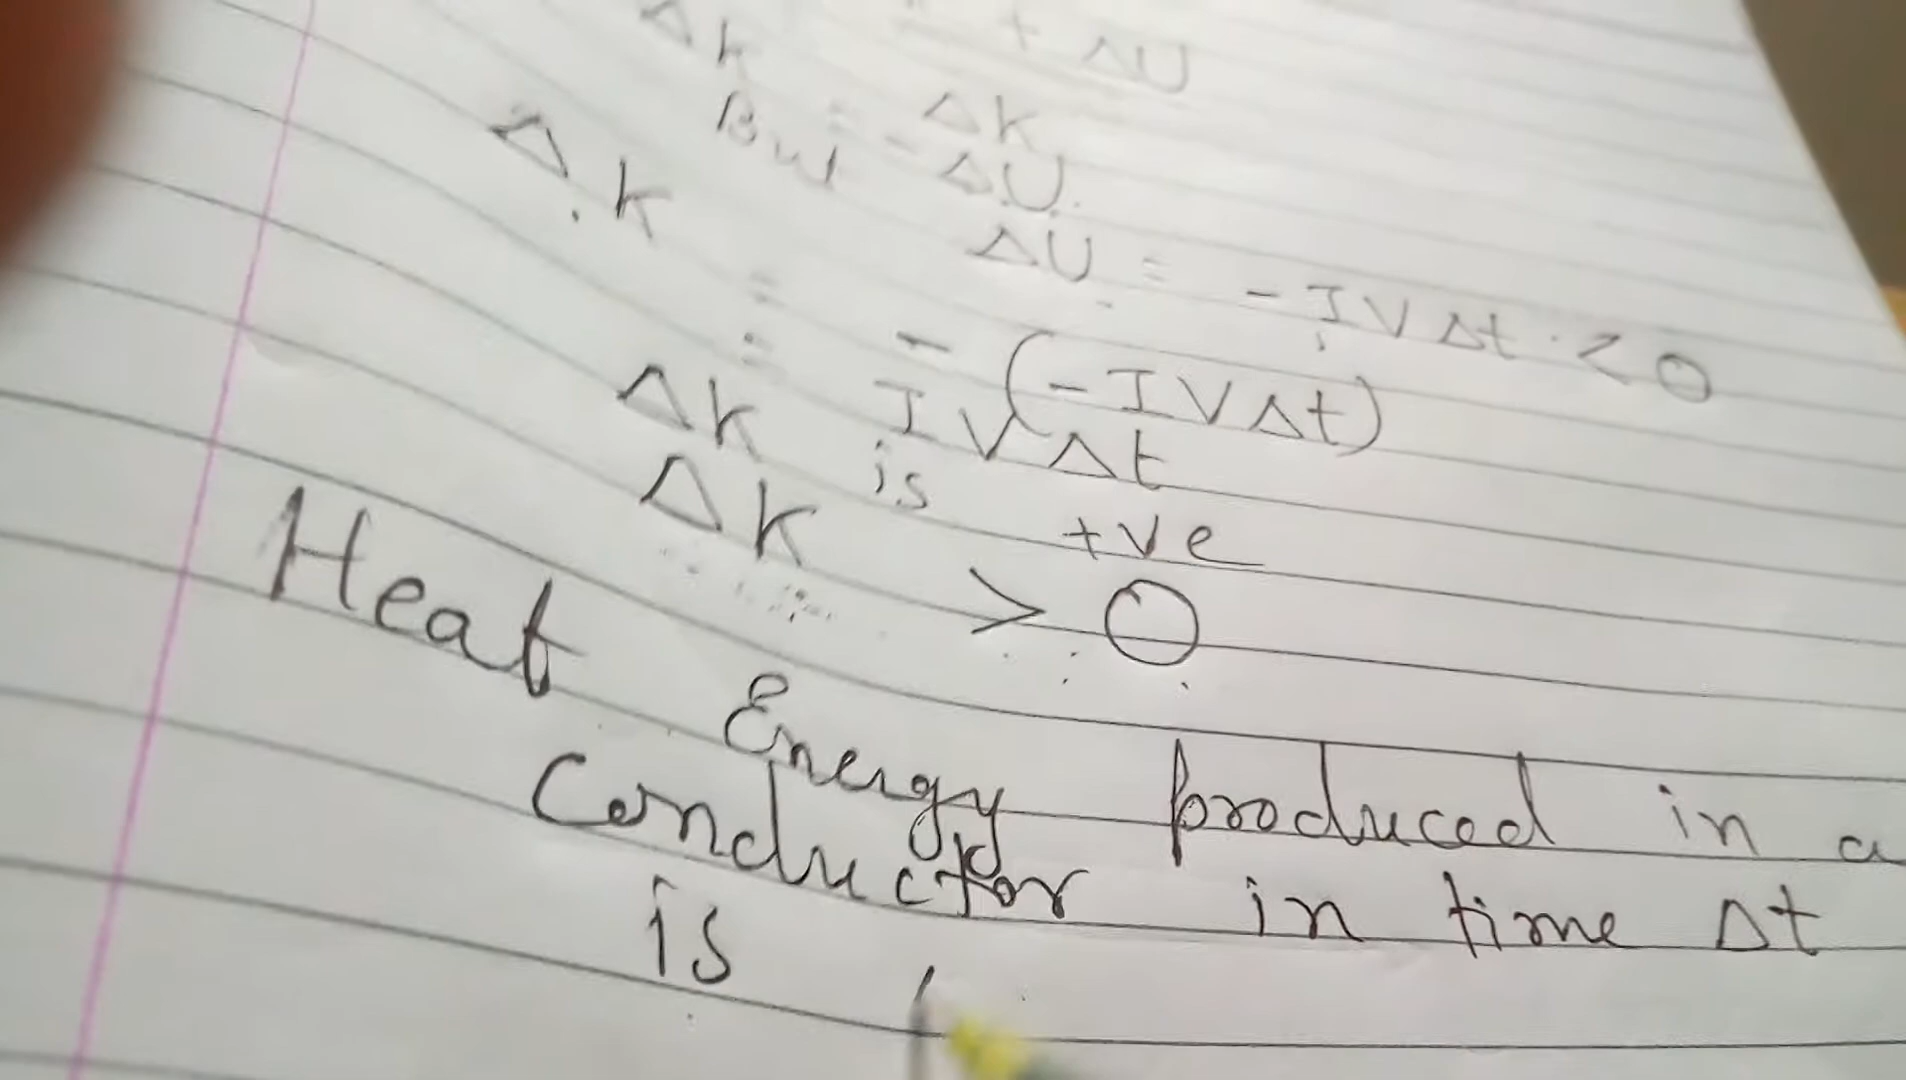 + ΔU
ΔK = ΔK
But = -ΔU
ΔU = -IVΔt < 0
ΔK = -(-IVΔt)
= IVΔt
ΔK is +ve
ΔK > 0
Heat Energy produced in a
Conductor in time Δt
is